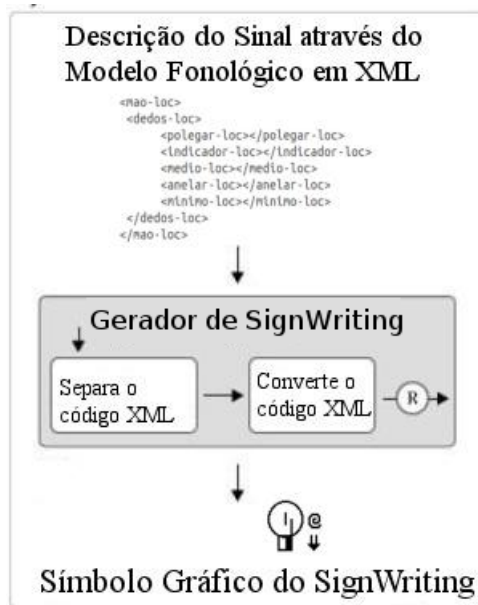 Descrição do Sinal através do
Modelo Fonológico em XML
<mao-loc>
<dedos-loc>
<polegar-loc></polegar-loc>
<indicador-loc></indicador-loc>
<medio-loc></medio-loc>
<anelar-loc></anelar-loc>
<minimo-loc></minimo-loc>
</dedos-loc>
</mao-loc>
Gerador de SignWriting
Separa o
código XML
Converte o
código XML
R
Símbolo Gráfico do SignWriting